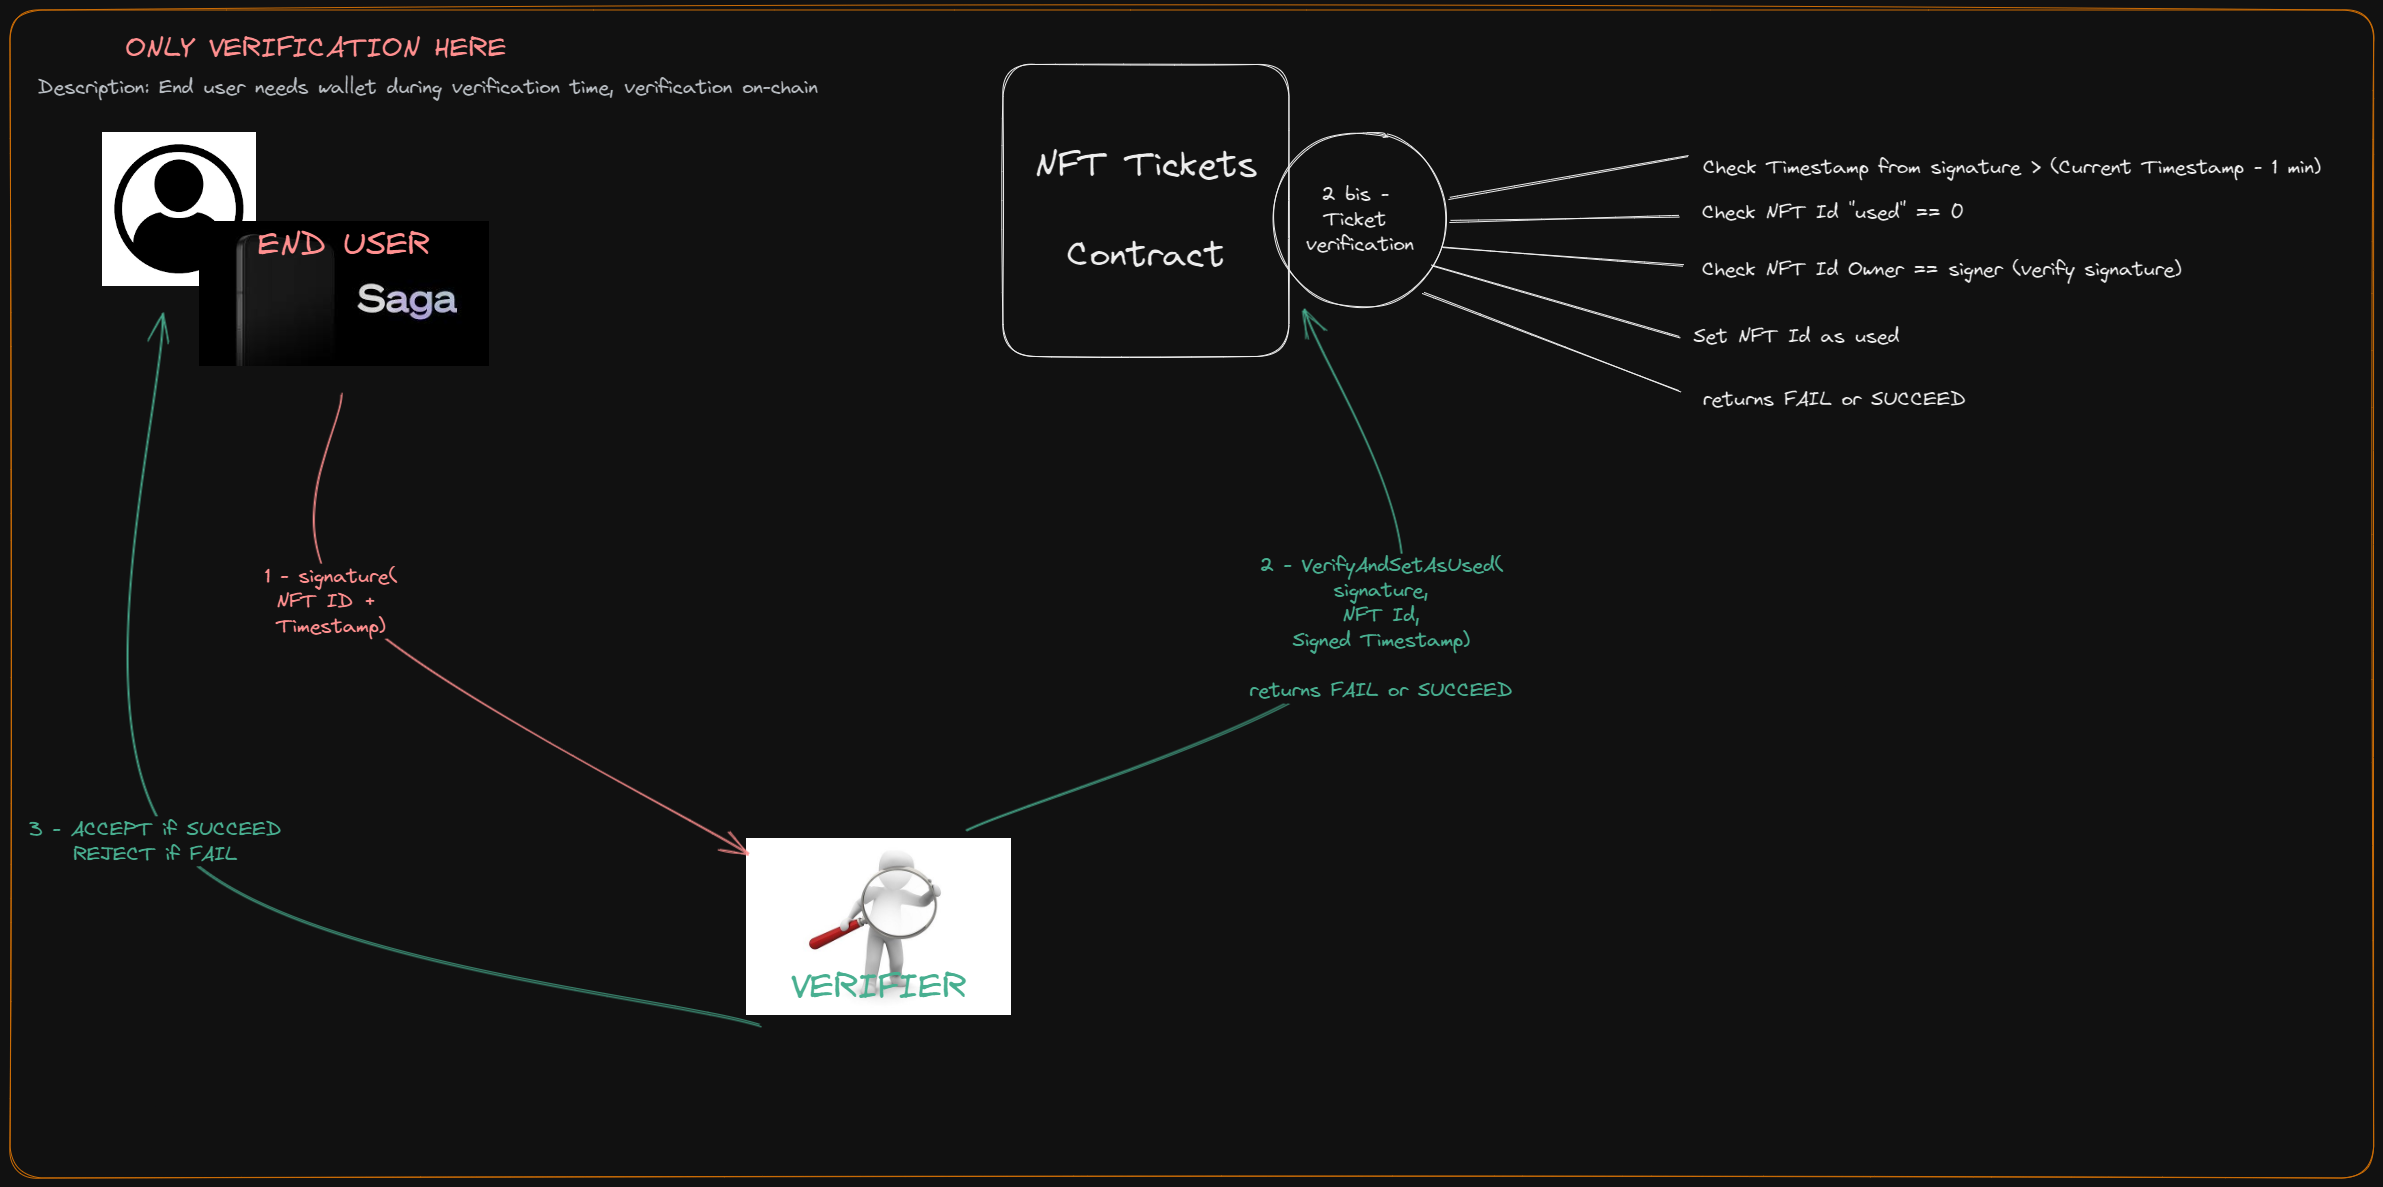 ONLY VERIFICATION HERE
Description: End user needs wallet during verification time, verification on-chain
END USER
Saga
NFT Tickets
Contract
2 bis -
Ticket
verification
Check Timestamp from signature > (Current Timestamp - 1 min)
Check NFT Id "used" == 0
Check NFT Id Owner == signer (verify signature)
Set NFT Id as used
returns FAIL or SUCCEED
1 - signature(
NFT ID +
Timestamp)
2 - VerifyAndSetAsUsed(
signature,
NFT Id,
Signed Timestamp)
returns FAIL or SUCCEED
3 - ACCEPT if SUCCEED
REJECT if FAIL
VERIFIER